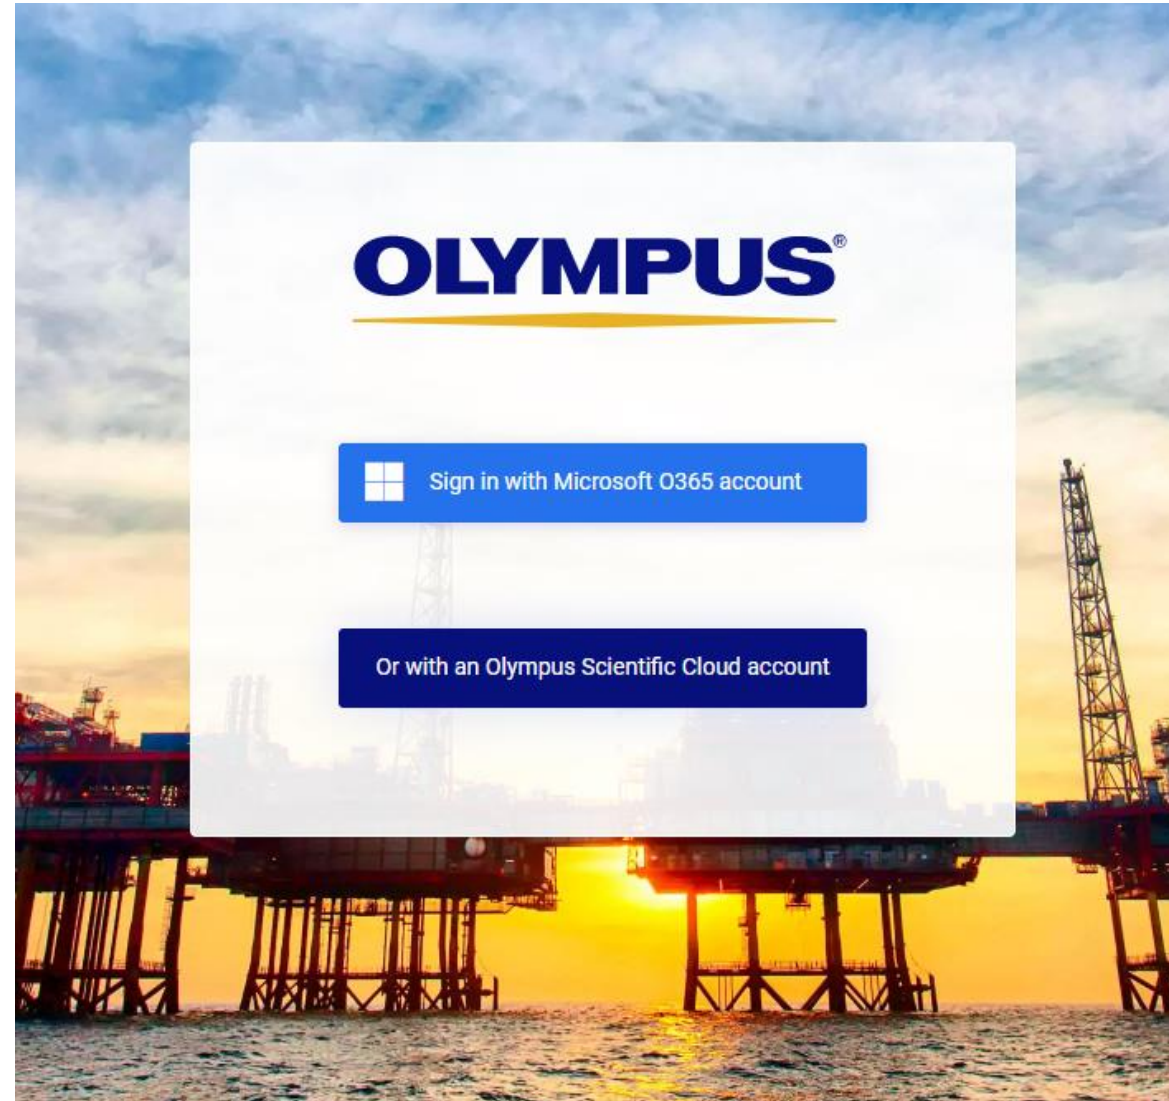 OLYMPUS®
Sign in with Microsoft O365 account
Or with an Olympus Scientific Cloud account